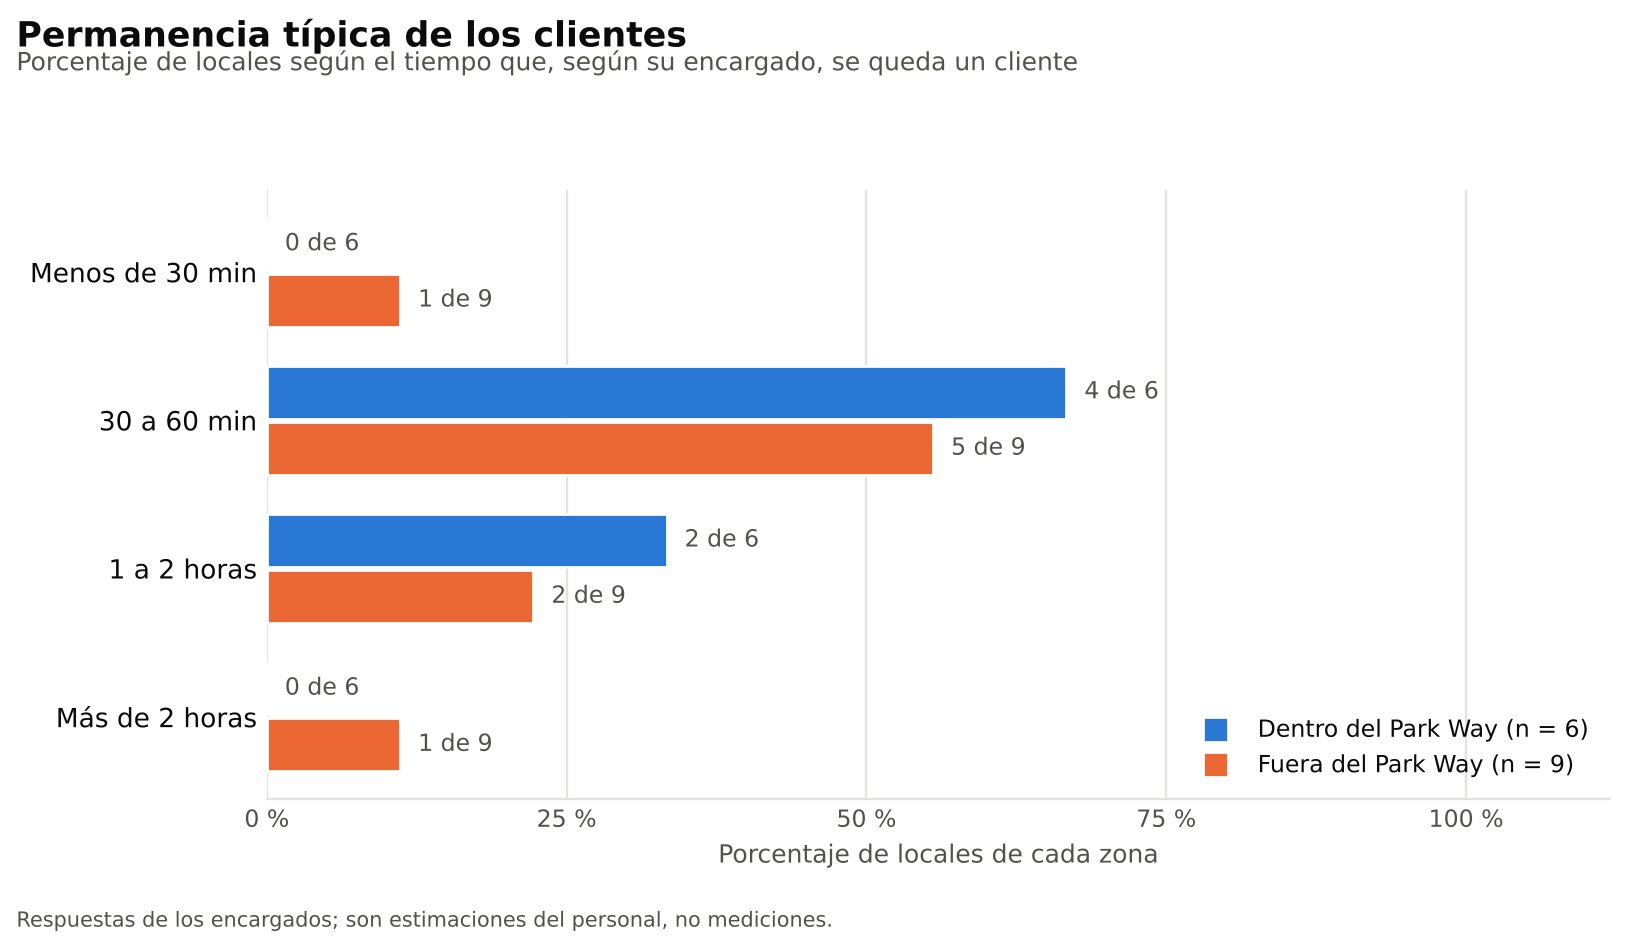 Permanencia típica de los clientes
Porcentaje de locales según el tiempo que, según su encargado, se queda un cliente
0 de 6
Menos de 30 min
1 de 9
4 de 6
30 a 60 min
5 de 9
2 de 6
1 a 2 horas
2 de 9
0 de 6
Más de 2 horas
1 de 9
Dentro del Park Way (n = 6)
Fuera del Park Way (n = 9)
0 % 25 % 50 % 75 % 100 %
Porcentaje de locales de cada zona
Respuestas de los encargados; son estimaciones del personal, no mediciones.